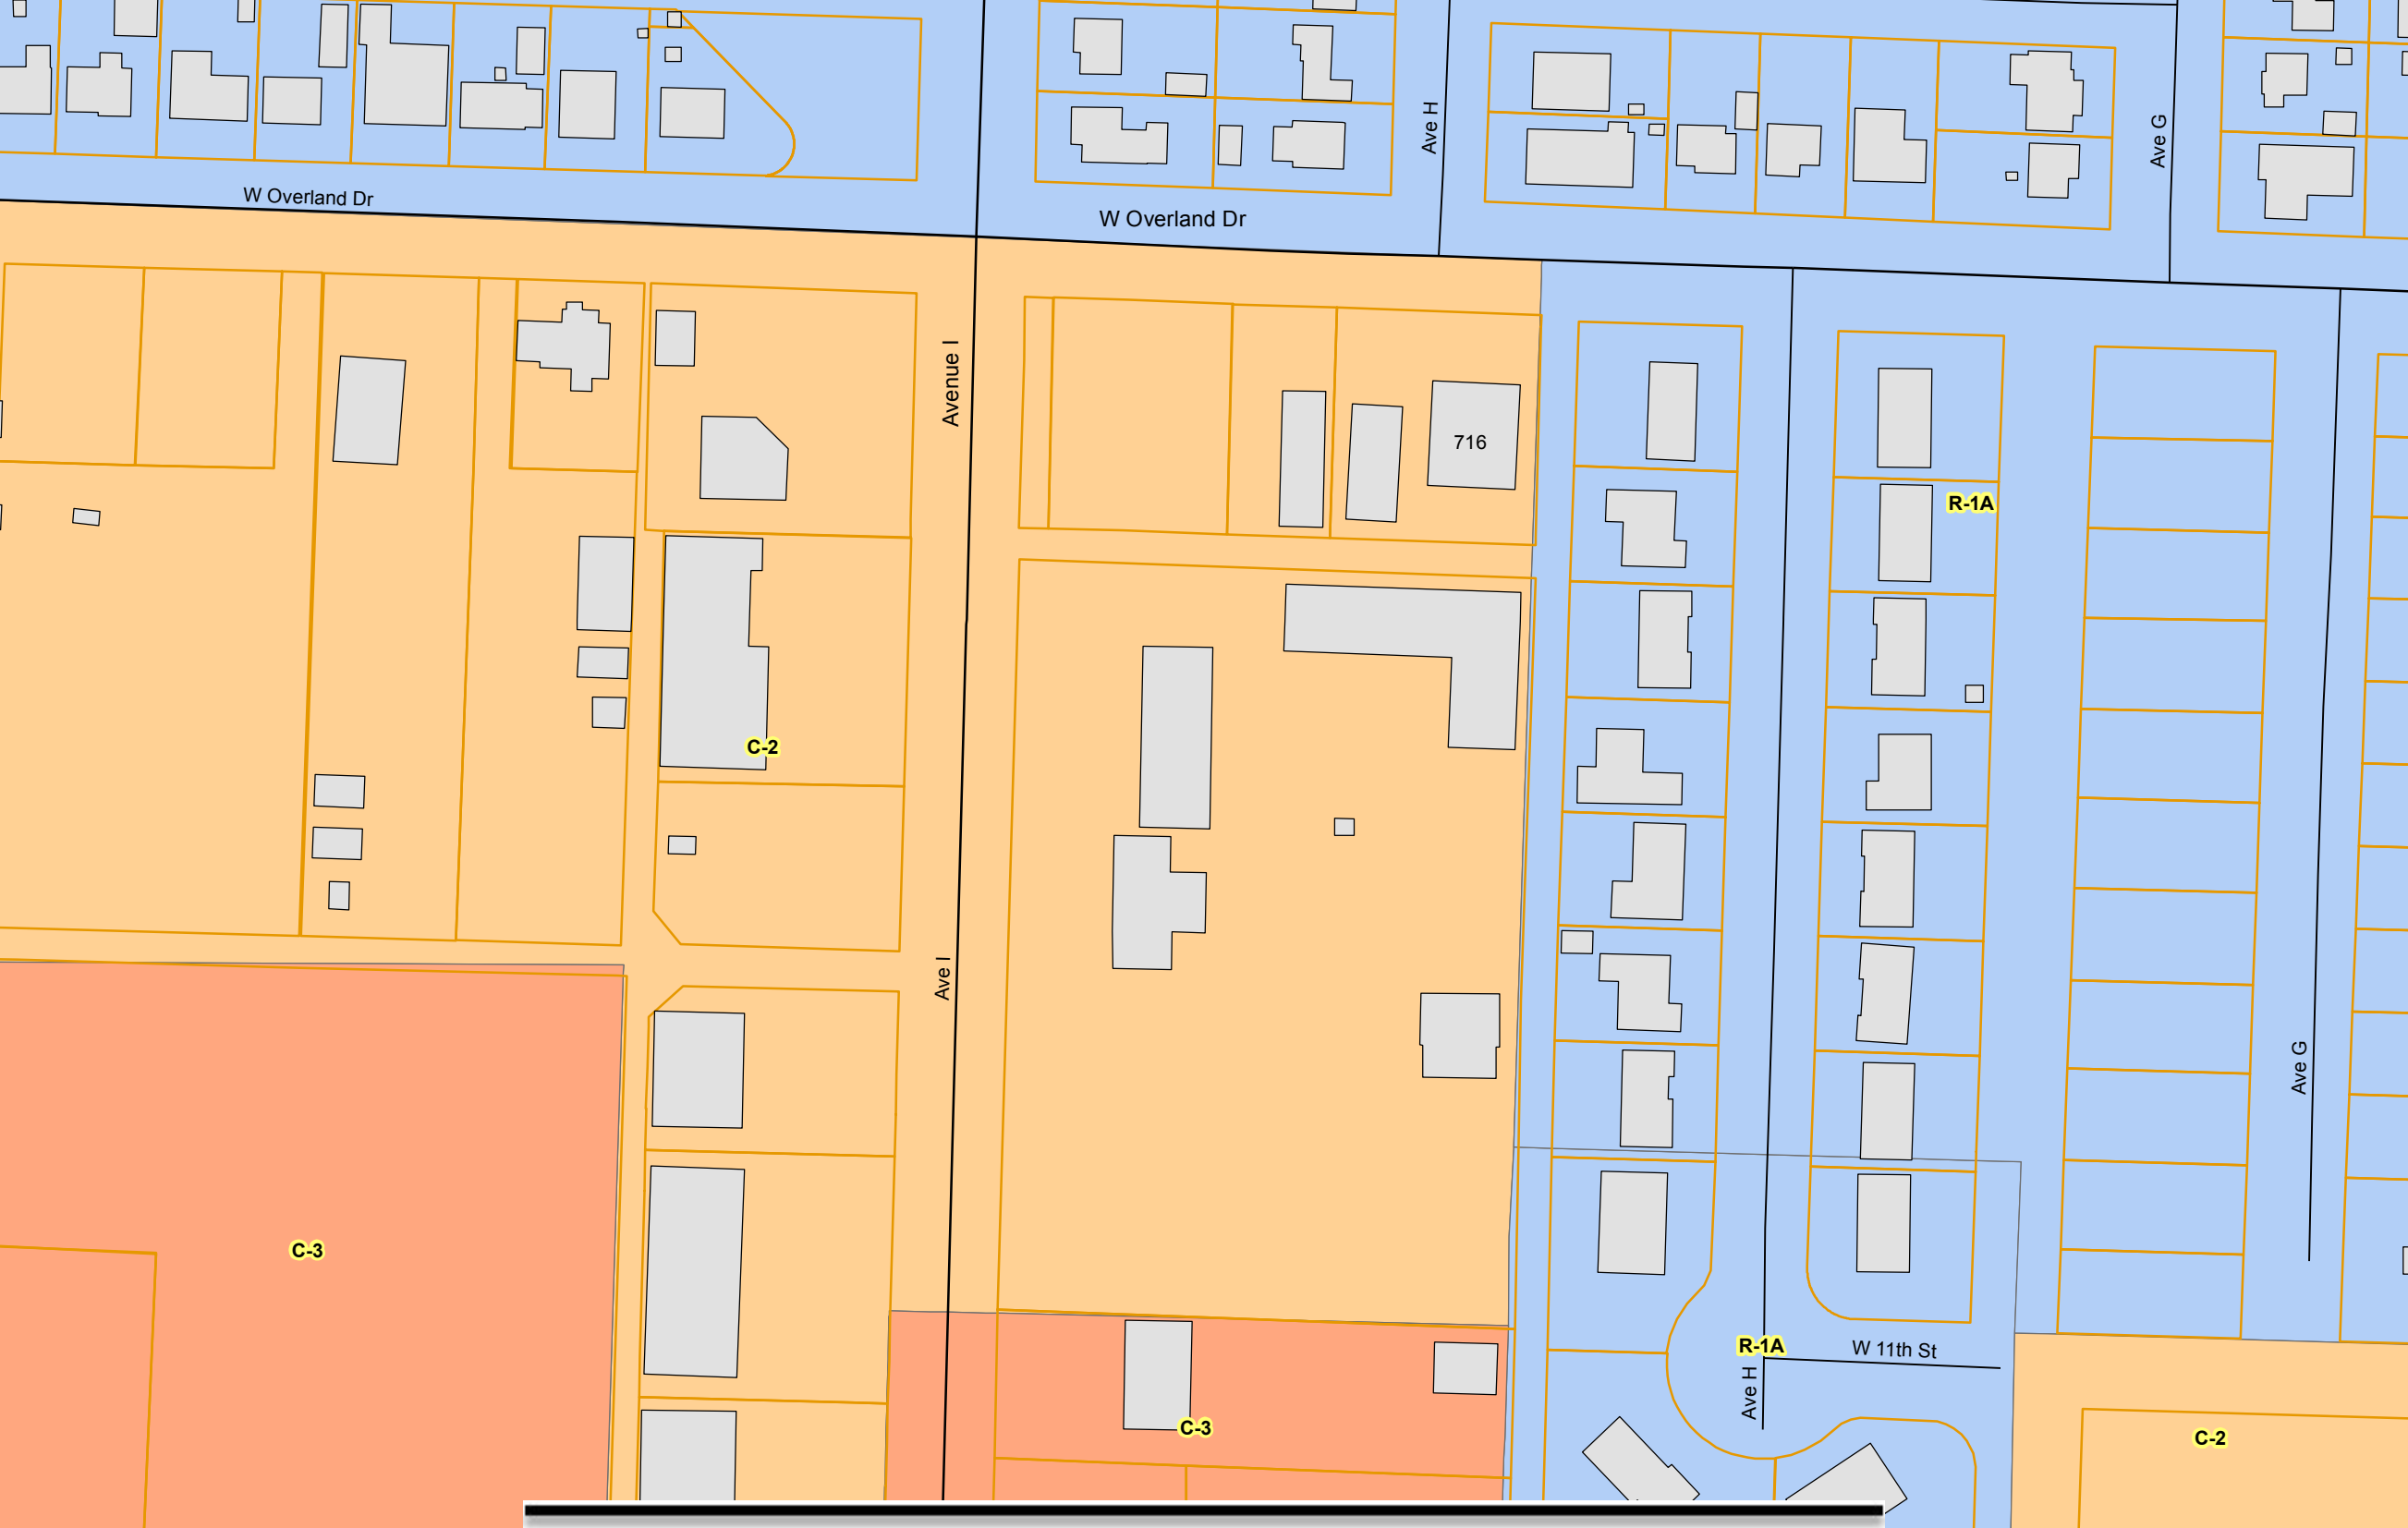 Ave H
Ave G
W Overland Dr
W Overland Dr
Avenue I
716
R-1A
C-2
Ave I
Ave G
C-3
R-1A
W 11th St
Ave H
C-3
C-2